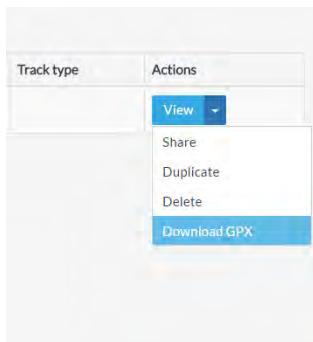 Track type Actions
View
Share
Duplicate
Delete
Download GPX